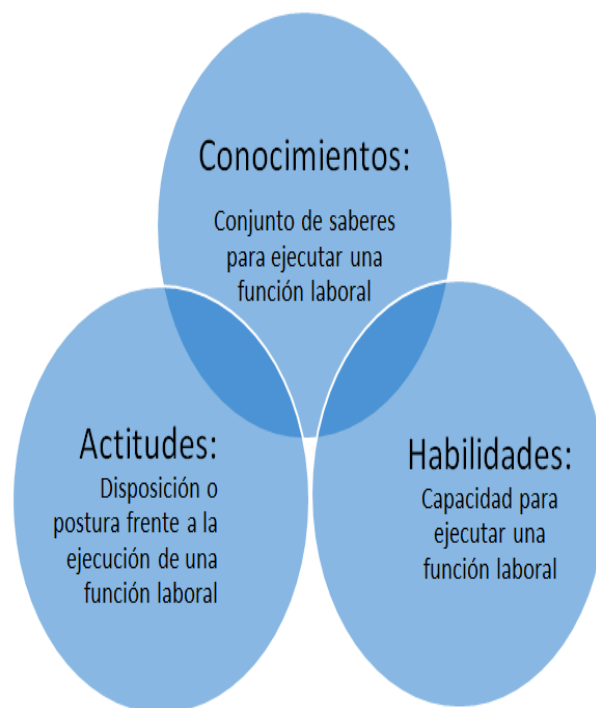 Conocimientos:
Conjunto de saberes
para ejecutar una
función laboral
Actitudes:
Disposición o
postura frente a la
ejecución de una
función laboral
Habilidades:
Capacidad para
ejecutar una
función laboral